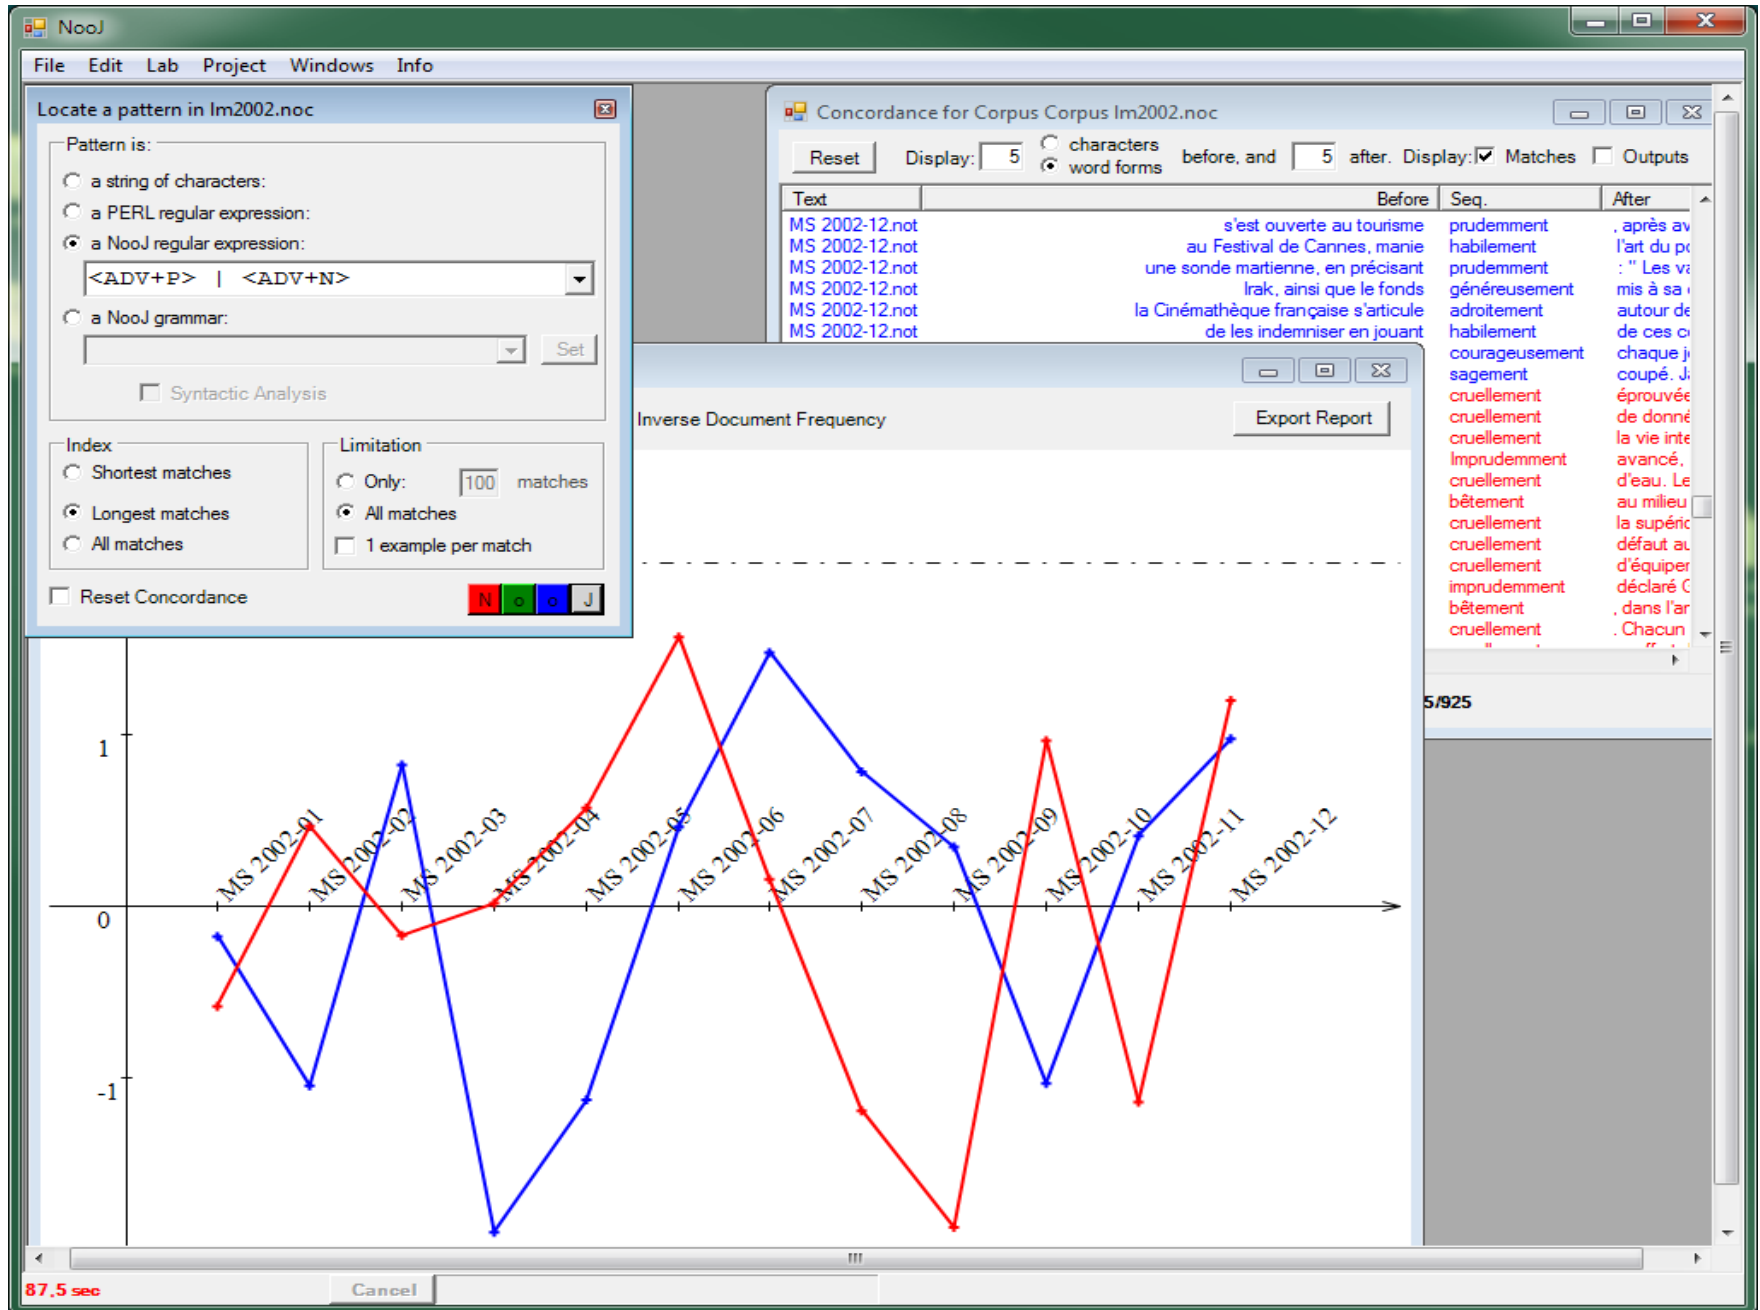 NooJ
File Edit Lab Project Windows Info
Locate a pattern in lm2002.noc
Pattern is:
a string of characters:
a PERL regular expression:
a NooJ regular expression:
<ADV+P> | <ADV+N>
a NooJ grammar:
Set
Syntactic Analysis
Index
Shortest matches
Longest matches
All matches
Limitation
Only: 100 matches
All matches
1 example per match
Reset Concordance
N o o J
Concordance for Corpus Corpus lm2002.noc
Reset Display: 5 characters
word forms before, and 5 after. Display: Matches Outputs
Text Before Seq. After
MS 2002-12.not s'est ouverte au tourisme prudemment , après av
MS 2002-12.not au Festival de Cannes, manie habilement l'art du po
MS 2002-12.not une sonde martienne, en précisant prudemment : " Les va
MS 2002-12.not Irak, ainsi que le fonds généreusement mis à sa
MS 2002-12.not la Cinémathèque française s'articule adroitement autour de
MS 2002-12.not de les indemniser en jouant habilement de ces co
courageusement chaque j
sagement coupé. Ja
cruellement éprouvée
cruellement de donné
cruellement la vie inte
Imprudemment avancé,
cruellement d'eau. Le
bêtement au milieu
cruellement la supério
cruellement défaut au
cruellement d'équiper
imprudemment déclaré G
bêtement , dans l'ar
cruellement . Chacun
5/925
Inverse Document Frequency
Export Report
1
0
-1
MS 2002-01
MS 2002-02
MS 2002-03
MS 2002-04
MS 2002-05
MS 2002-06
MS 2002-07
MS 2002-08
MS 2002-09
MS 2002-10
MS 2002-11
MS 2002-12
87,5 sec
Cancel